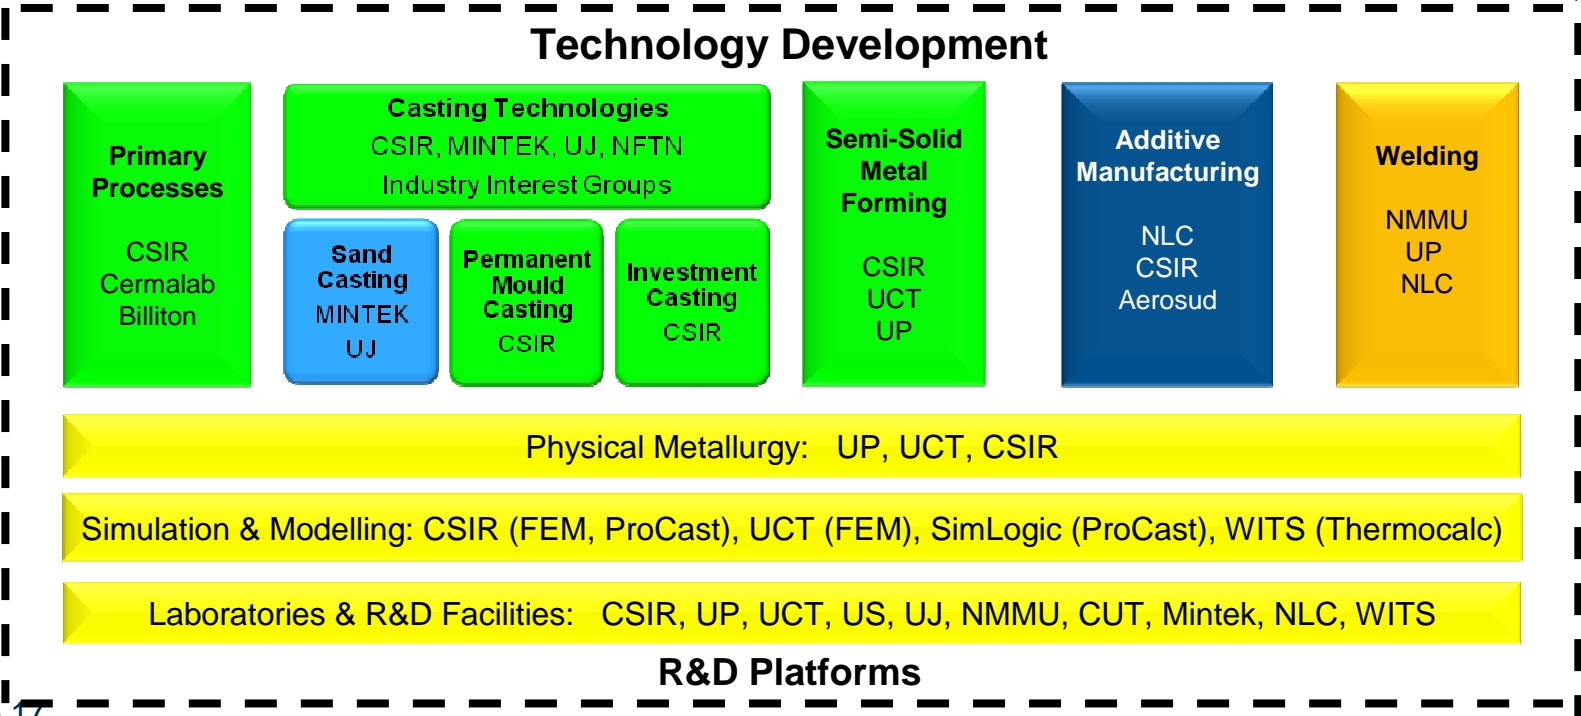 Technology Development
Primary
Processes
CSIR
Cermalab
Billiton
Casting Technologies
CSIR, MINTEK, UJ, NFTN
Industry Interest Groups
Sand
Casting
MINTEK
UJ
Permanent
Mould
Casting
CSIR
Investment
Casting
CSIR
Semi-Solid
Metal
Forming
CSIR
UCT
UP
Additive
Manufacturing
NLC
CSIR
Aerosud
Welding
NMMU
UP
NLC
Physical Metallurgy: UP, UCT, CSIR
Simulation & Modelling: CSIR (FEM, ProCast), UCT (FEM), SimLogic (ProCast), WITS (Thermocalc)
Laboratories & R&D Facilities: CSIR, UP, UCT, US, UJ, NMMU, CUT, Mintek, NLC, WITS
R&D Platforms
17